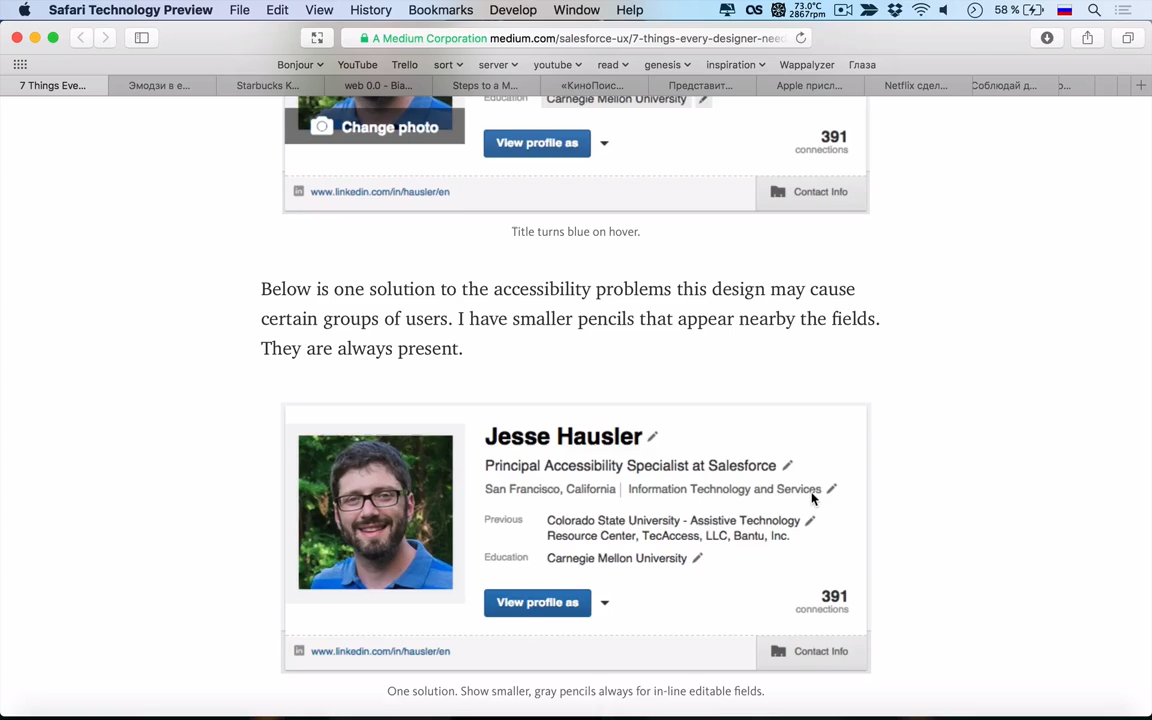 Safari Technology Preview File Edit View History Bookmarks Develop Window Help
73.0°C
2867rpm
58 %
A Medium Corporation medium.com/salesforce-ux/7-things-every-designer-nee
Bonjour YouTube Trello sort server youtube read genesis inspiration Wappalyzer Глаза
7 Things Eve... Эмодзи в е... Starbucks K... web 0.0 - Bia... Steps to a M... «КиноПоис... Представит... Apple присл... Netflix сдел... Соблюдай д...
Education Carnegie Mellon University
Change photo
View profile as
391
connections
www.linkedin.com/in/hausler/en
Contact Info
Title turns blue on hover.
Below is one solution to the accessibility problems this design may cause
certain groups of users. I have smaller pencils that appear nearby the fields.
They are always present.
Jesse Hausler
Principal Accessibility Specialist at Salesforce
San Francisco, California | Information Technology and Services
Previous Colorado State University - Assistive Technology
Resource Center, TecAccess, LLC, Bantu, Inc.
Education Carnegie Mellon University
View profile as
391
connections
in www.linkedin.com/in/hausler/en
Contact Info
One solution. Show smaller, gray pencils always for in-line editable fields.